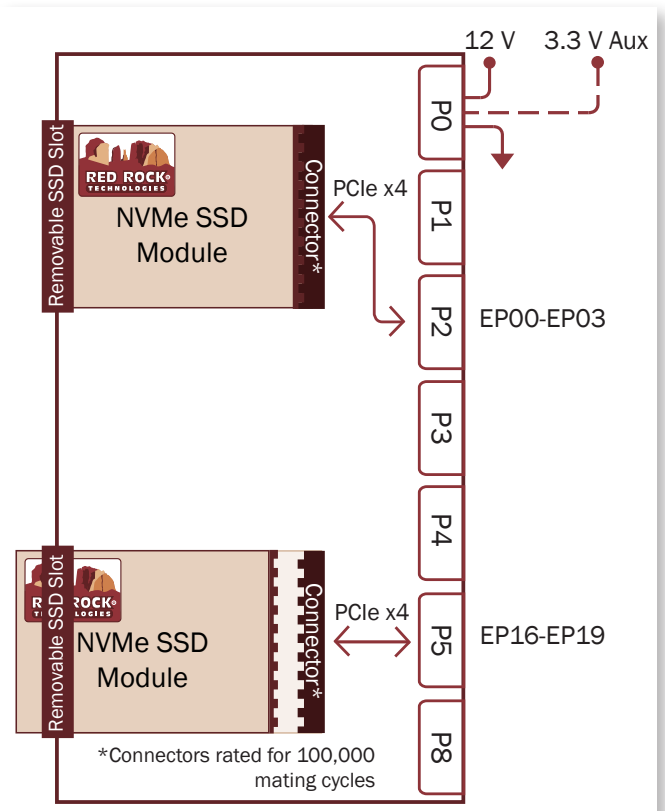 12 V
3.3 V Aux
P0
Removable SSD Slot
RED ROCK®
TECHNOLOGIES
NVMe SSD
Module
Connector*
PCIe x4
P1
P2
EP00-EP03
P3
P4
Removable SSD Slot
NVMe SSD
Module
Connector*
PCIe x4
P5
EP16-EP19
P8
*Connectors rated for 100,000
mating cycles